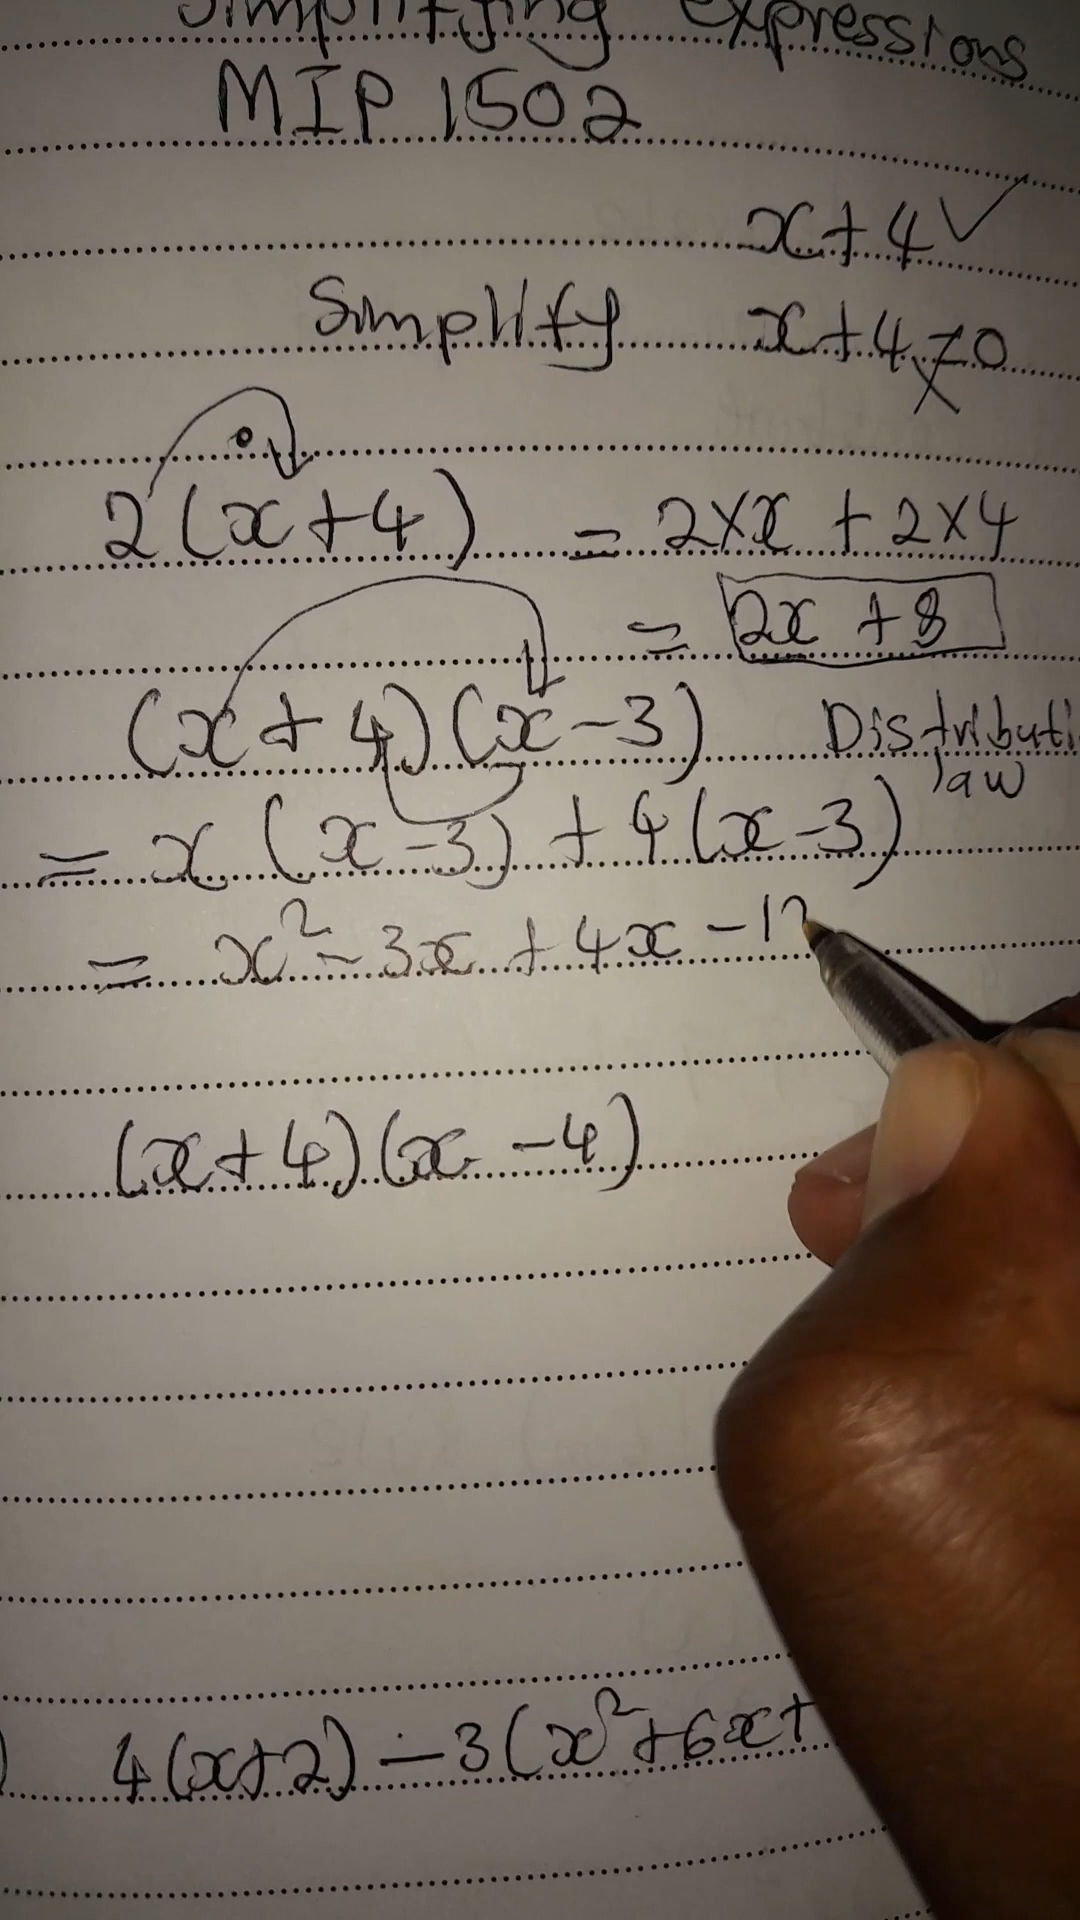 Simplifying expressions
MIP 1502
x+4 ✓
Simplify x+4≠0
2(x+4) = 2×x + 2×4
= 2x + 8
(x+4)(x-3) Distributi
law
= x(x-3) + 4(x-3)
= x²-3x+4x-12
(x+4)(x-4)
) 4(x+2)-3(x²+6x+